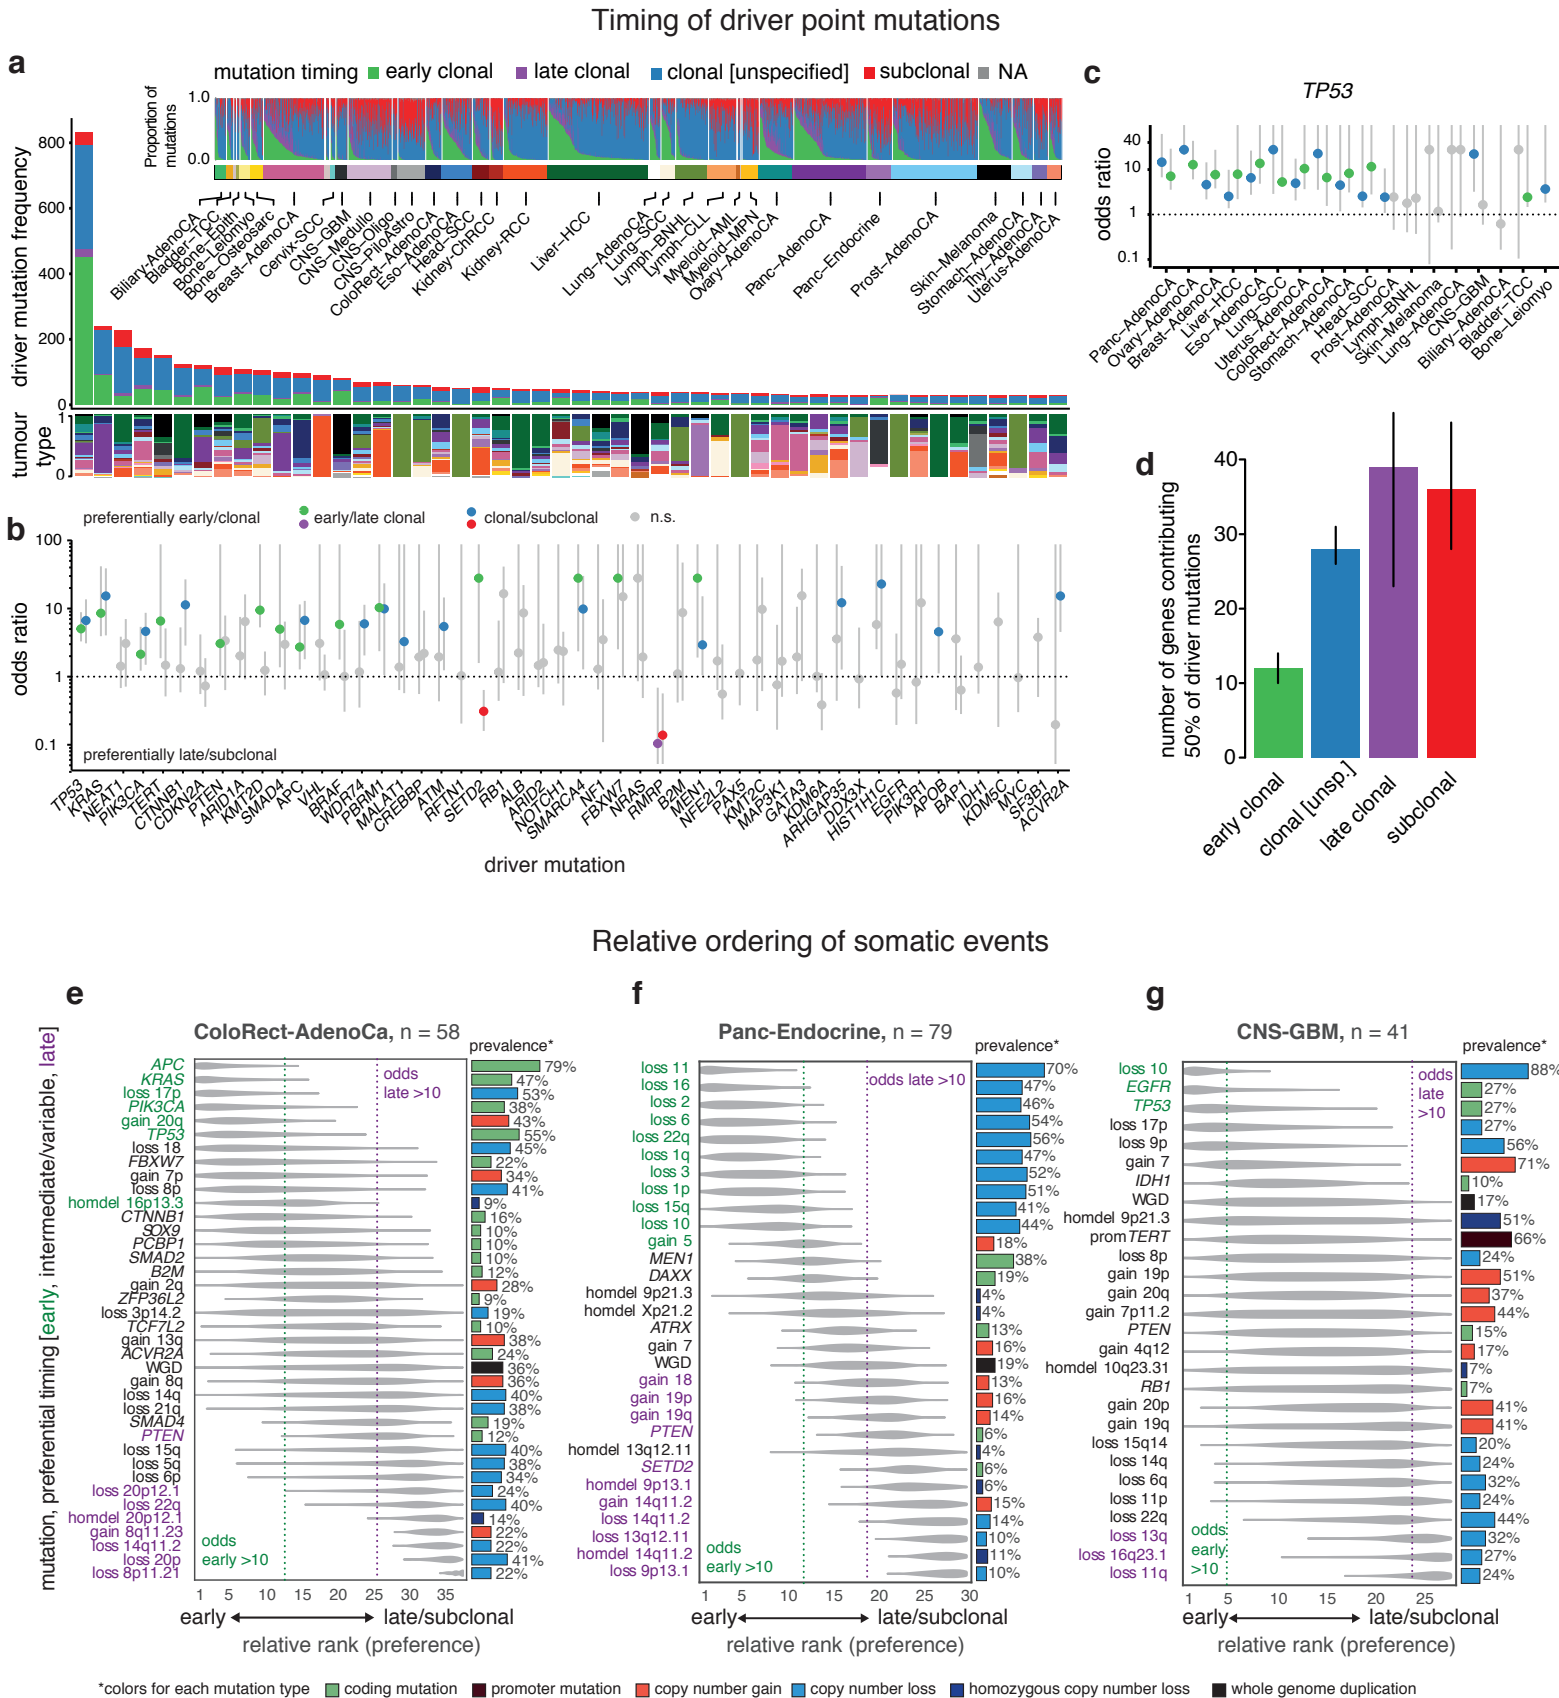 Timing of driver point mutations
a
mutation timing early clonal late clonal clonal [unspecified] subclonal NA
Proportion of
mutations
1.0
0.0
driver mutation frequency
800
600
400
200
0
Biliary-AdenoCA
Bladder-TCC
Bone-Epith
Bone-Leiomyo
Bone-Osteosarc
Breast-AdenoCA
Cervix-SCC
CNS-GBM
CNS-Medullo
CNS-Oligo
CNS-PiloAstro
ColoRect-AdenoCA
Eso-AdenoCA
Head-SCC
Kidney-ChRCC
Kidney-RCC
Liver-HCC
Lung-AdenoCA
Lung-SCC
Lymph-BNHL
Lymph-CLL
Myeloid-AML
Myeloid-MPN
Ovary-AdenoCA
Panc-AdenoCA
Panc-Endocrine
Prost-AdenoCA
Skin-Melanoma
Stomach-AdenoCA
Thy-AdenoCA
Uterus-AdenoCA
tumour
type
1
0
b
preferentially early/clonal early/late clonal clonal/subclonal n.s.
odds ratio
100
10
1
0.1
preferentially late/subclonal
TP53
KRAS
NEAT1
PIK3CA
TERT
CTNNB1
CDKN2A
PTEN
ARID1A
KMT2D
SMAD4
APC
VHL
BRAF
WDR74
PBRM1
MALAT1
CREBBP
ATM
RFTN1
SETD2
RB1
ALB
ARID2
NOTCH1
SMARCA4
NF1
FBXW7
NRAS
RMRP
B2M
MEN1
NFE2L2
PAX5
KMT2C
MAP3K1
GATA3
KDM6A
ARHGAP35
DDX3X
HIST1H1C
EGFR
PIK3R1
APOB
BAP1
IDH1
KDM5C
MYC
SF3B1
ACVR2A
driver mutation
c
TP53
odds ratio
40
10
1
0.1
Panc-AdenoCA
Ovary-AdenoCA
Breast-AdenoCA
Liver-HCC
Eso-AdenoCA
Lung-SCC
Uterus-AdenoCA
ColoRect-AdenoCA
Stomach-AdenoCA
Head-SCC
Prost-AdenoCA
Lymph-BNHL
Skin-Melanoma
Lung-AdenoCA
CNS-GBM
Biliary-AdenoCA
Bladder-TCC
Bone-Leiomyo
d
number of genes contributing
50% of driver mutations
40
30
20
10
0
early clonal
clonal [unsp.]
late clonal
subclonal
Relative ordering of somatic events
mutation, preferential timing [early, intermediate/variable, late]
e
ColoRect-AdenoCa, n = 58
prevalence*
APC 79%
KRAS 47%
loss 17p 53%
PIK3CA 38%
gain 20q 43%
TP53 55%
loss 18 45%
FBXW7 22%
gain 7p 34%
loss 8p 41%
homdel 16p13.3 9%
CTNNB1 16%
SOX9 10%
PCBP1 10%
SMAD2 10%
B2M 12%
gain 2q 28%
ZFP36L2 9%
loss 3p14.2 19%
TCF7L2 10%
gain 13q 38%
ACVR2A 24%
WGD 36%
gain 8q 36%
loss 14q 40%
loss 21q 38%
SMAD4 19%
PTEN 12%
loss 15q 40%
loss 5q 38%
loss 6p 34%
loss 20p12.1 24%
loss 22q 40%
homdel 20p12.1 14%
gain 8q11.23 22%
loss 14q11.2 22%
loss 20p 41%
loss 8p11.21 22%
odds
late >10
odds
early >10
1 5 10 15 20 25 30 35
early late/subclonal
relative rank (preference)
f
Panc-Endocrine, n = 79
prevalence*
loss 11 70%
loss 16 47%
loss 2 46%
loss 6 54%
loss 22q 56%
loss 1q 47%
loss 3 52%
loss 1p 51%
loss 15q 41%
loss 10 44%
gain 5 18%
MEN1 38%
DAXX 19%
homdel 9p21.3 4%
homdel Xp21.2 4%
ATRX 13%
gain 7 16%
WGD 19%
gain 18 13%
gain 19p 16%
gain 19q 14%
PTEN 6%
homdel 13q12.11 4%
SETD2 6%
homdel 9p13.1 6%
gain 14q11.2 15%
loss 14q11.2 14%
loss 13q12.11 10%
homdel 14q11.2 11%
loss 9p13.1 10%
odds late >10
odds
early >10
1 5 10 15 20 25 30
early late/subclonal
relative rank (preference)
g
CNS-GBM, n = 41
prevalence*
loss 10 88%
EGFR 27%
TP53 27%
loss 17p 27%
loss 9p 56%
gain 7 71%
IDH1 10%
WGD 17%
homdel 9p21.3 51%
promTERT 66%
loss 8p 24%
gain 19p 51%
gain 20q 37%
gain 7p11.2 44%
PTEN 15%
gain 4q12 17%
homdel 10q23.31 7%
RB1 7%
gain 20p 41%
gain 19q 41%
loss 15q14 20%
loss 14q 24%
loss 6q 32%
loss 11p 24%
loss 22q 44%
loss 13q 32%
loss 16q23.1 27%
loss 11q 24%
odds
late
>10
odds
early
>10
1 5 10 15 20 25
early late/subclonal
relative rank (preference)
*colors for each mutation type coding mutation promoter mutation copy number gain copy number loss homozygous copy number loss whole genome duplication